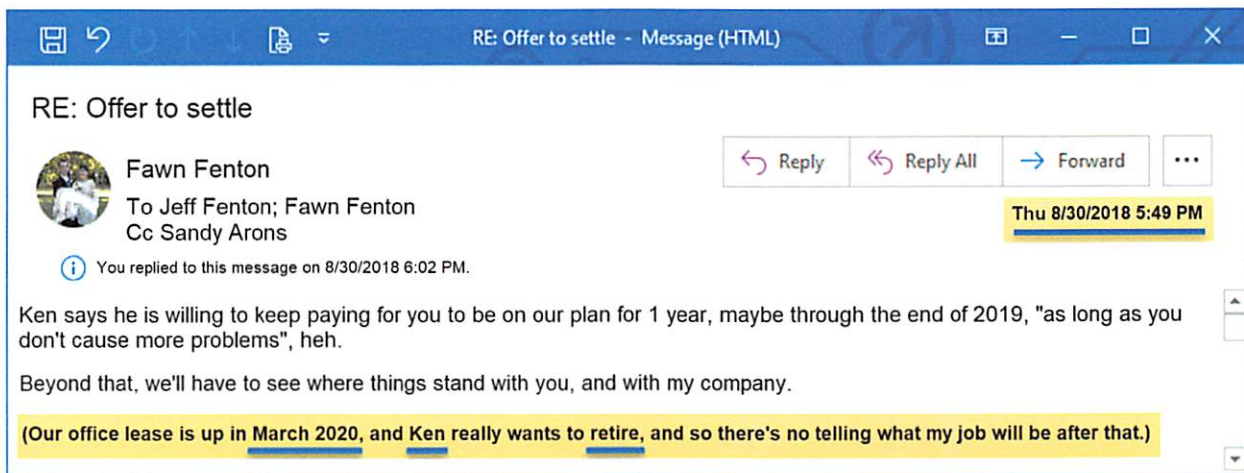 RE: Offer to settle - Message (HTML)
RE: Offer to settle
Fawn Fenton
To Jeff Fenton; Fawn Fenton
Cc Sandy Arons
Reply
Reply All
Forward
Thu 8/30/2018 5:49 PM
You replied to this message on 8/30/2018 6:02 PM.
Ken says he is willing to keep paying for you to be on our plan for 1 year, maybe through the end of 2019, "as long as you
don't cause more problems", heh.
Beyond that, we'll have to see where things stand with you, and with my company.
(Our office lease is up in March 2020, and Ken really wants to retire, and so there's no telling what my job will be after that.)